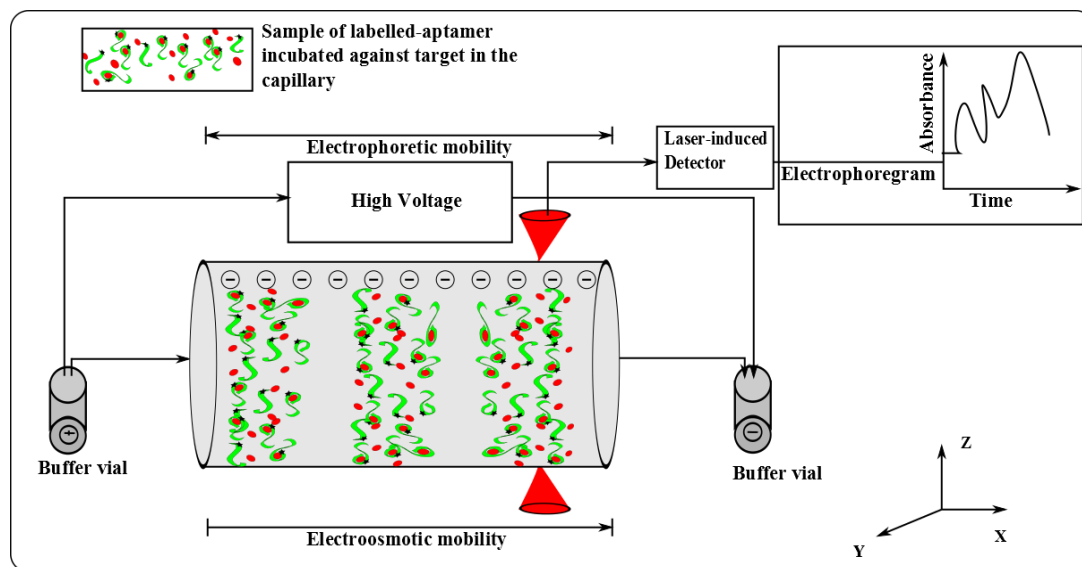 Sample of labelled-aptamer
incubated against target in the
capillary
Electrophoretic mobility
High Voltage
Laser-induced
Detector
Electrophoregram
Absorbance
Time
+
Buffer vial
− − − − − − − − − − −
−
Buffer vial
Electroosmotic mobility
Z
X
Y